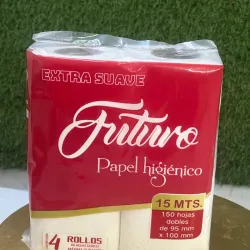 EXTRA SUAVE
Futuro
Papel higiénico
15 MTS.
150 hojas
dobles
de 95 mm
x 100 mm
4 ROLLOS